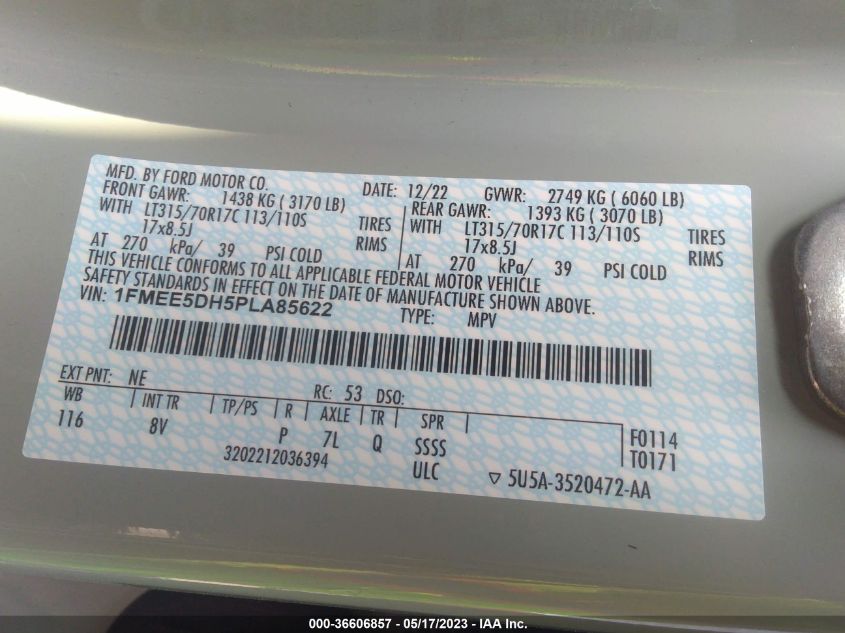 MFD. BY FORD MOTOR CO. DATE: 12/22 GVWR: 2749 KG ( 6060 LB)
FRONT GAWR: 1438 KG ( 3170 LB) REAR GAWR: 1393 KG ( 3070 LB)
WITH LT315/70R17C 113/110S TIRES WITH LT315/70R17C 113/110S TIRES
17x8.5J RIMS 17x8.5J RIMS
AT 270 kPa/ 39 PSI COLD AT 270 kPa/ 39 PSI COLD
THIS VEHICLE CONFORMS TO ALL APPLICABLE FEDERAL MOTOR VEHICLE
SAFETY STANDARDS IN EFFECT ON THE DATE OF MANUFACTURE SHOWN ABOVE.
VIN: 1FMEE5DH5PLA85622 TYPE: MPV
EXT PNT: NE RC: 53 DSO:
WB INT TR TP/PS R AXLE TR SPR
116 8V P 7L Q SSSS F0114
3202212036394 ULC T0171
▽ 5U5A-3520472-AA
000-36606857 - 05/17/2023 - IAA Inc.